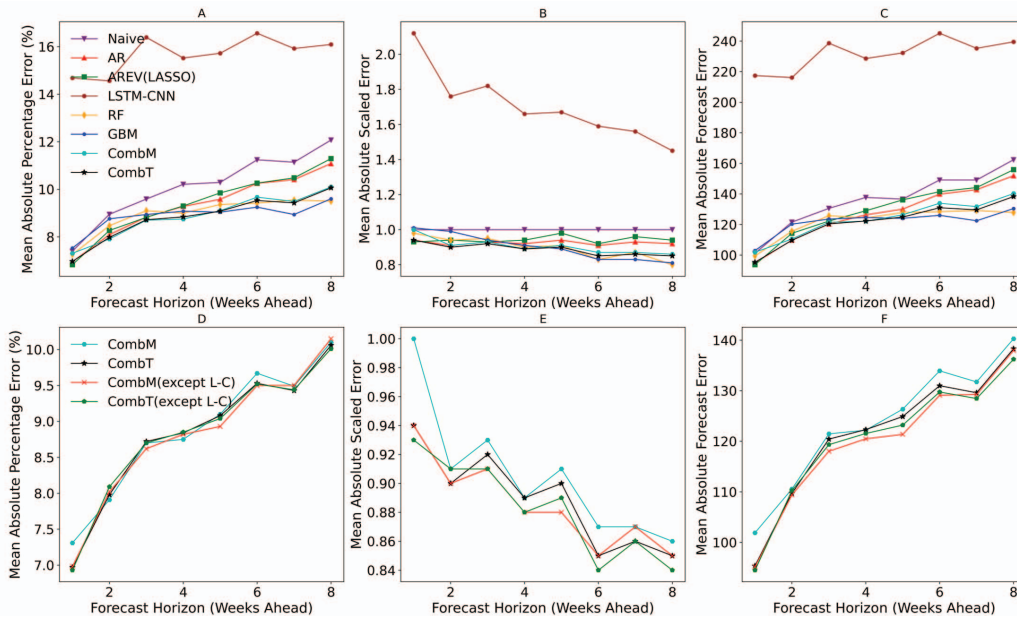 A
Mean Absolute Percentage Error (%)
16
14
12
10
8
Naive
AR
AREV(LASSO)
LSTM-CNN
RF
GBM
CombM
CombT
2
4
6
8
Forecast Horizon (Weeks Ahead)
B
Mean Absolute Scaled Error
2.0
1.8
1.6
1.4
1.2
1.0
0.8
2
4
6
8
Forecast Horizon (Weeks Ahead)
C
Mean Absolute Forecast Error
240
220
200
180
160
140
120
100
2
4
6
8
Forecast Horizon (Weeks Ahead)
D
Mean Absolute Percentage Error (%)
10.0
9.5
9.0
8.5
8.0
7.5
7.0
CombM
CombT
CombM(except L-C)
CombT(except L-C)
2
4
6
8
Forecast Horizon (Weeks Ahead)
E
Mean Absolute Scaled Error
1.00
0.98
0.96
0.94
0.92
0.90
0.88
0.86
0.84
2
4
6
8
Forecast Horizon (Weeks Ahead)
F
Mean Absolute Forecast Error
140
130
120
110
100
2
4
6
8
Forecast Horizon (Weeks Ahead)